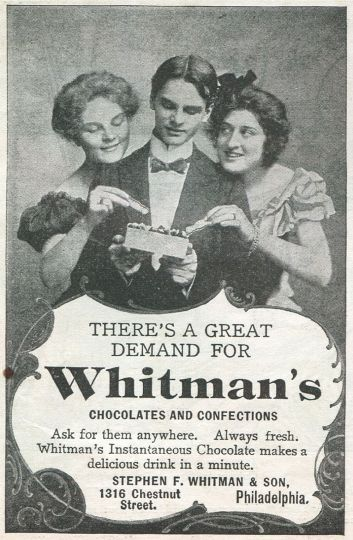 THERE'S A GREAT
DEMAND FOR
Whitman's
CHOCOLATES AND CONFECTIONS
Ask for them anywhere. Always fresh.
Whitman's Instantaneous Chocolate makes a
delicious drink in a minute.
STEPHEN F. WHITMAN & SON,
1316 Chestnut Philadelphia.
Street.